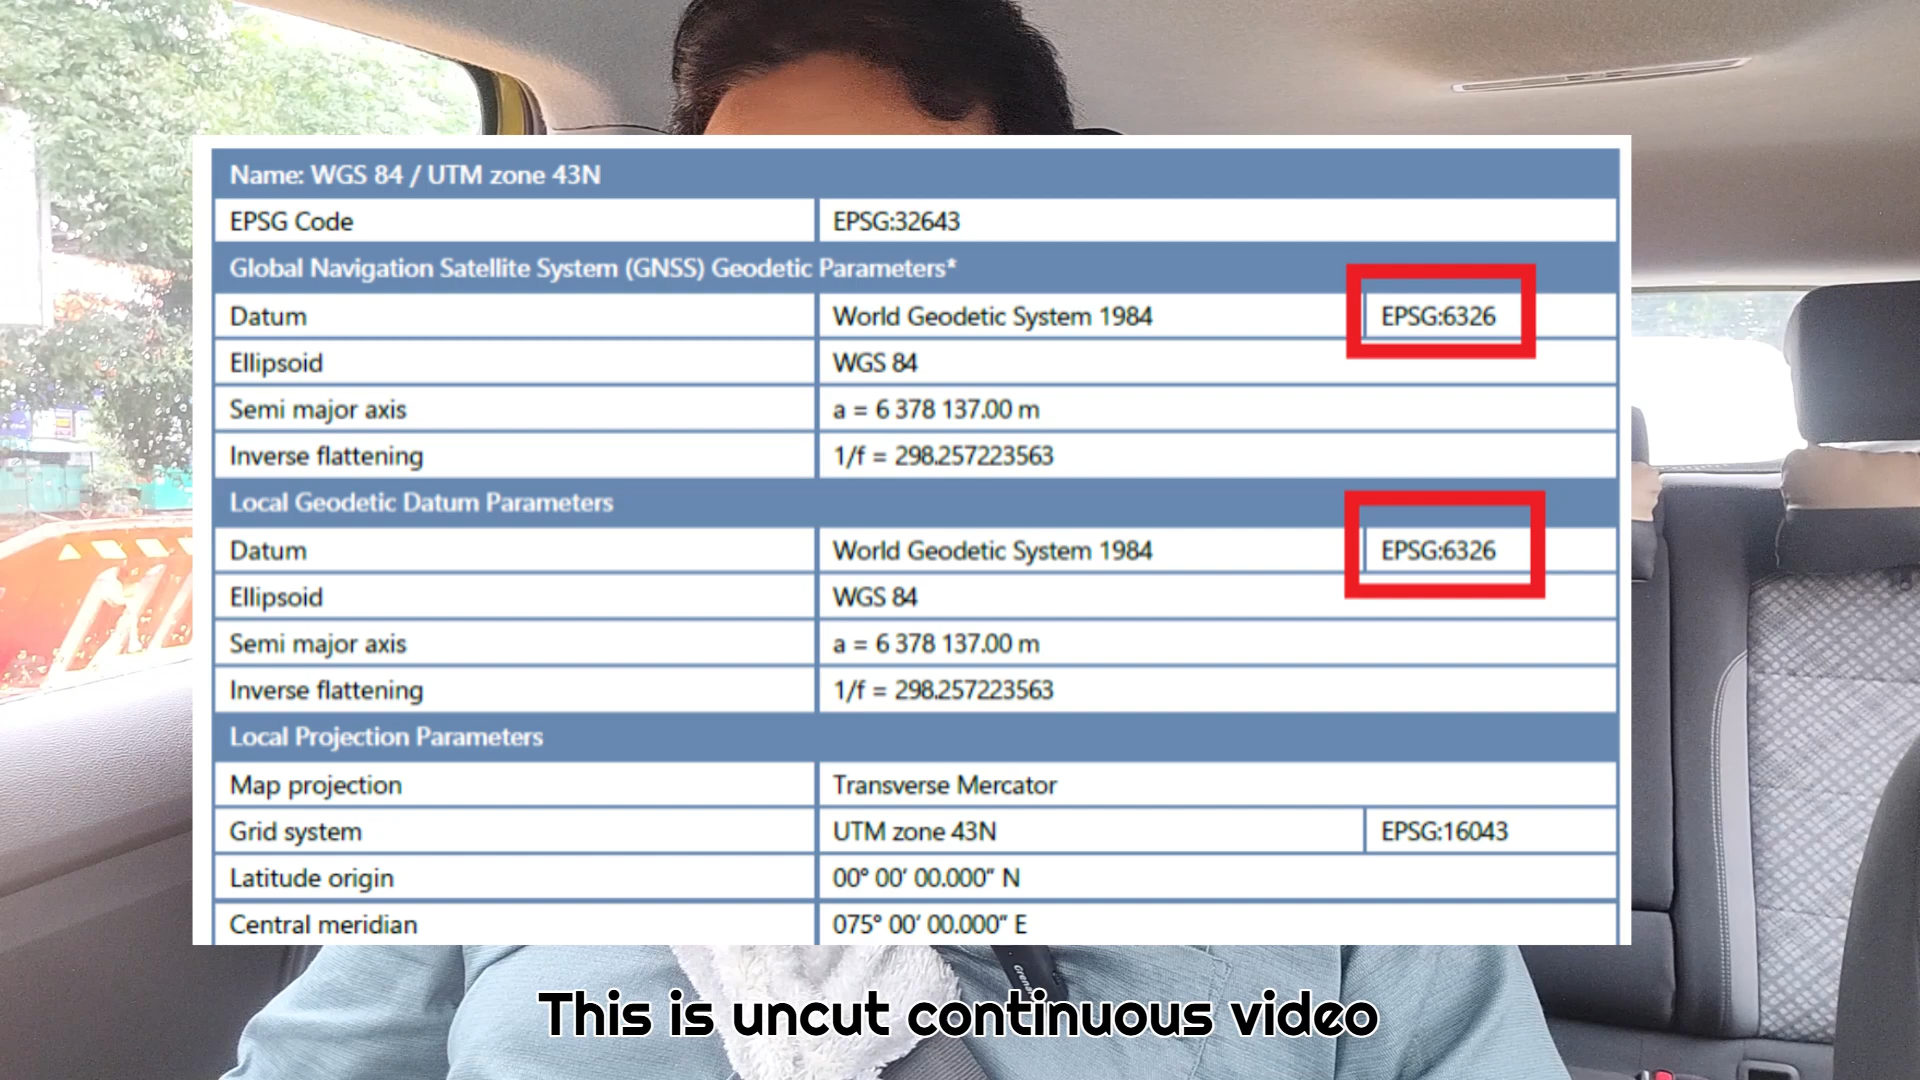 Name: WGS 84 / UTM zone 43N
EPSG Code EPSG:32643
Global Navigation Satellite System (GNSS) Geodetic Parameters*
Datum World Geodetic System 1984 EPSG:6326
Ellipsoid WGS 84
Semi major axis a = 6 378 137.00 m
Inverse flattening 1/f = 298.257223563
Local Geodetic Datum Parameters
Datum World Geodetic System 1984 EPSG:6326
Ellipsoid WGS 84
Semi major axis a = 6 378 137.00 m
Inverse flattening 1/f = 298.257223563
Local Projection Parameters
Map projection Transverse Mercator
Grid system UTM zone 43N EPSG:16043
Latitude origin 00° 00' 00.000" N
Central meridian 075° 00' 00.000" E
This is uncut continuous video